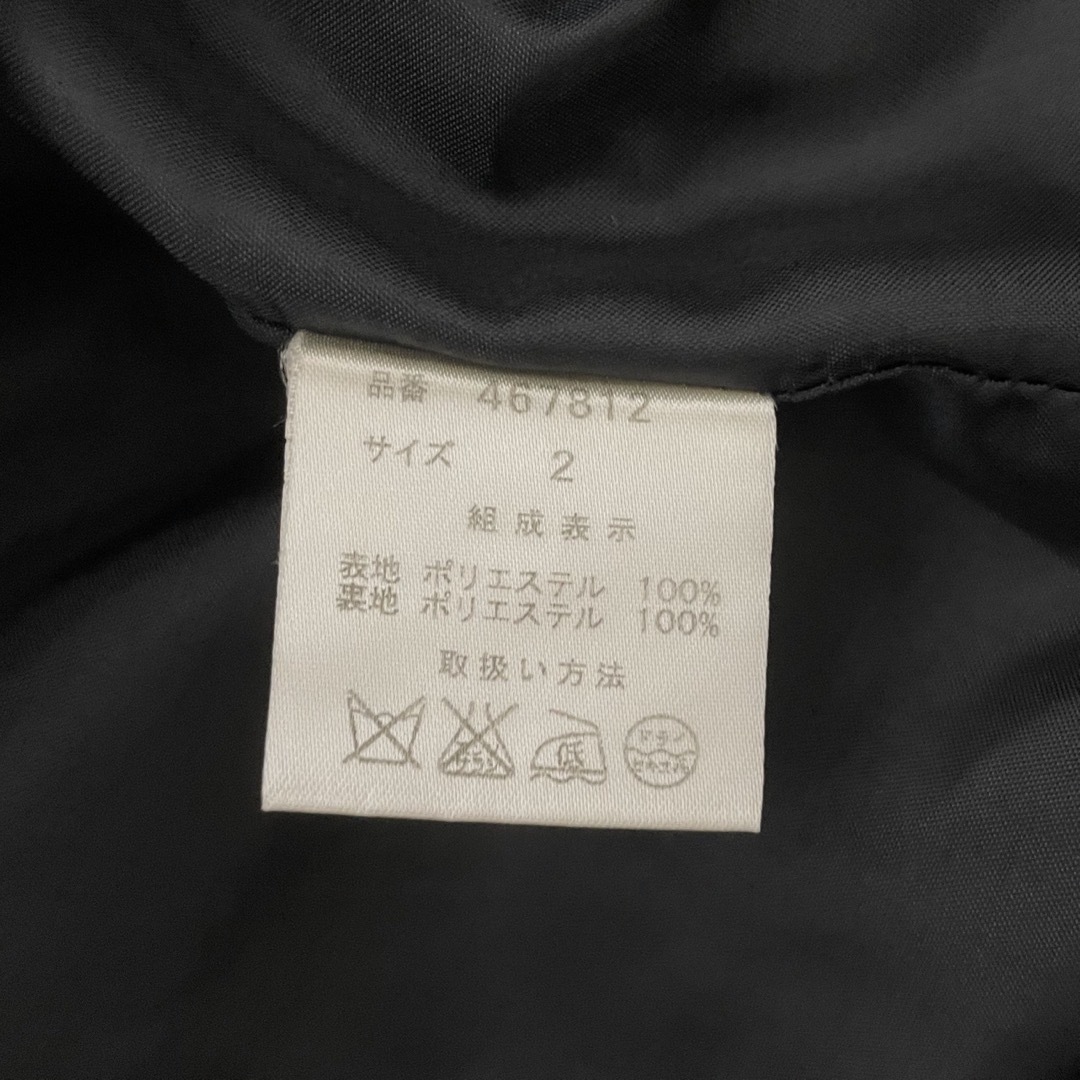 品番 467812
サイズ 2
組成表示
表地 ポリエステル 100%
裏地 ポリエステル 100%
取扱い方法
低